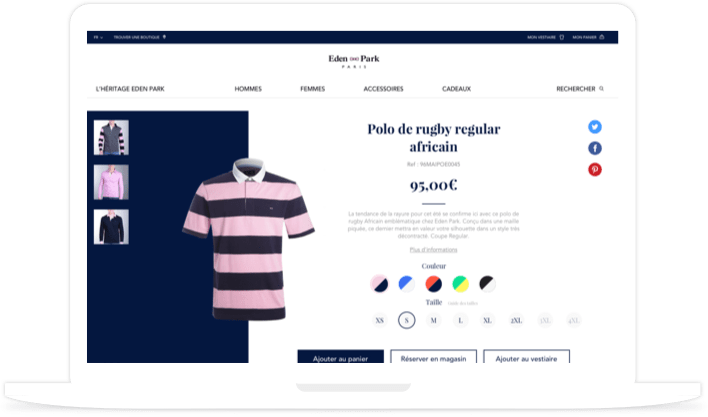 FR
TROUVER UNE BOUTIQUE
MON VESTIAIRE
MON PANIER
Eden Park
PARIS
L'HÉRITAGE EDEN PARK
HOMMES
FEMMES
ACCESSOIRES
CADEAUX
RECHERCHER
Polo de rugby regular
africain
Ref : 96MAIPOE0045
95,00€
La tendance de la rayure pour cet été se confirme ici avec ce polo de
rugby Africain emblématique chez Eden Park. Conçu dans une maille
piquée, ce dernier mettra en valeur votre silhouette dans un style très
décontracté. Coupe Regular.
Plus d'informations
Couleur
Taille
XS
S
M
L
XL
2XL
3XL
4XL
Ajouter au panier
Réserver en magasin
Ajouter au vestiaire